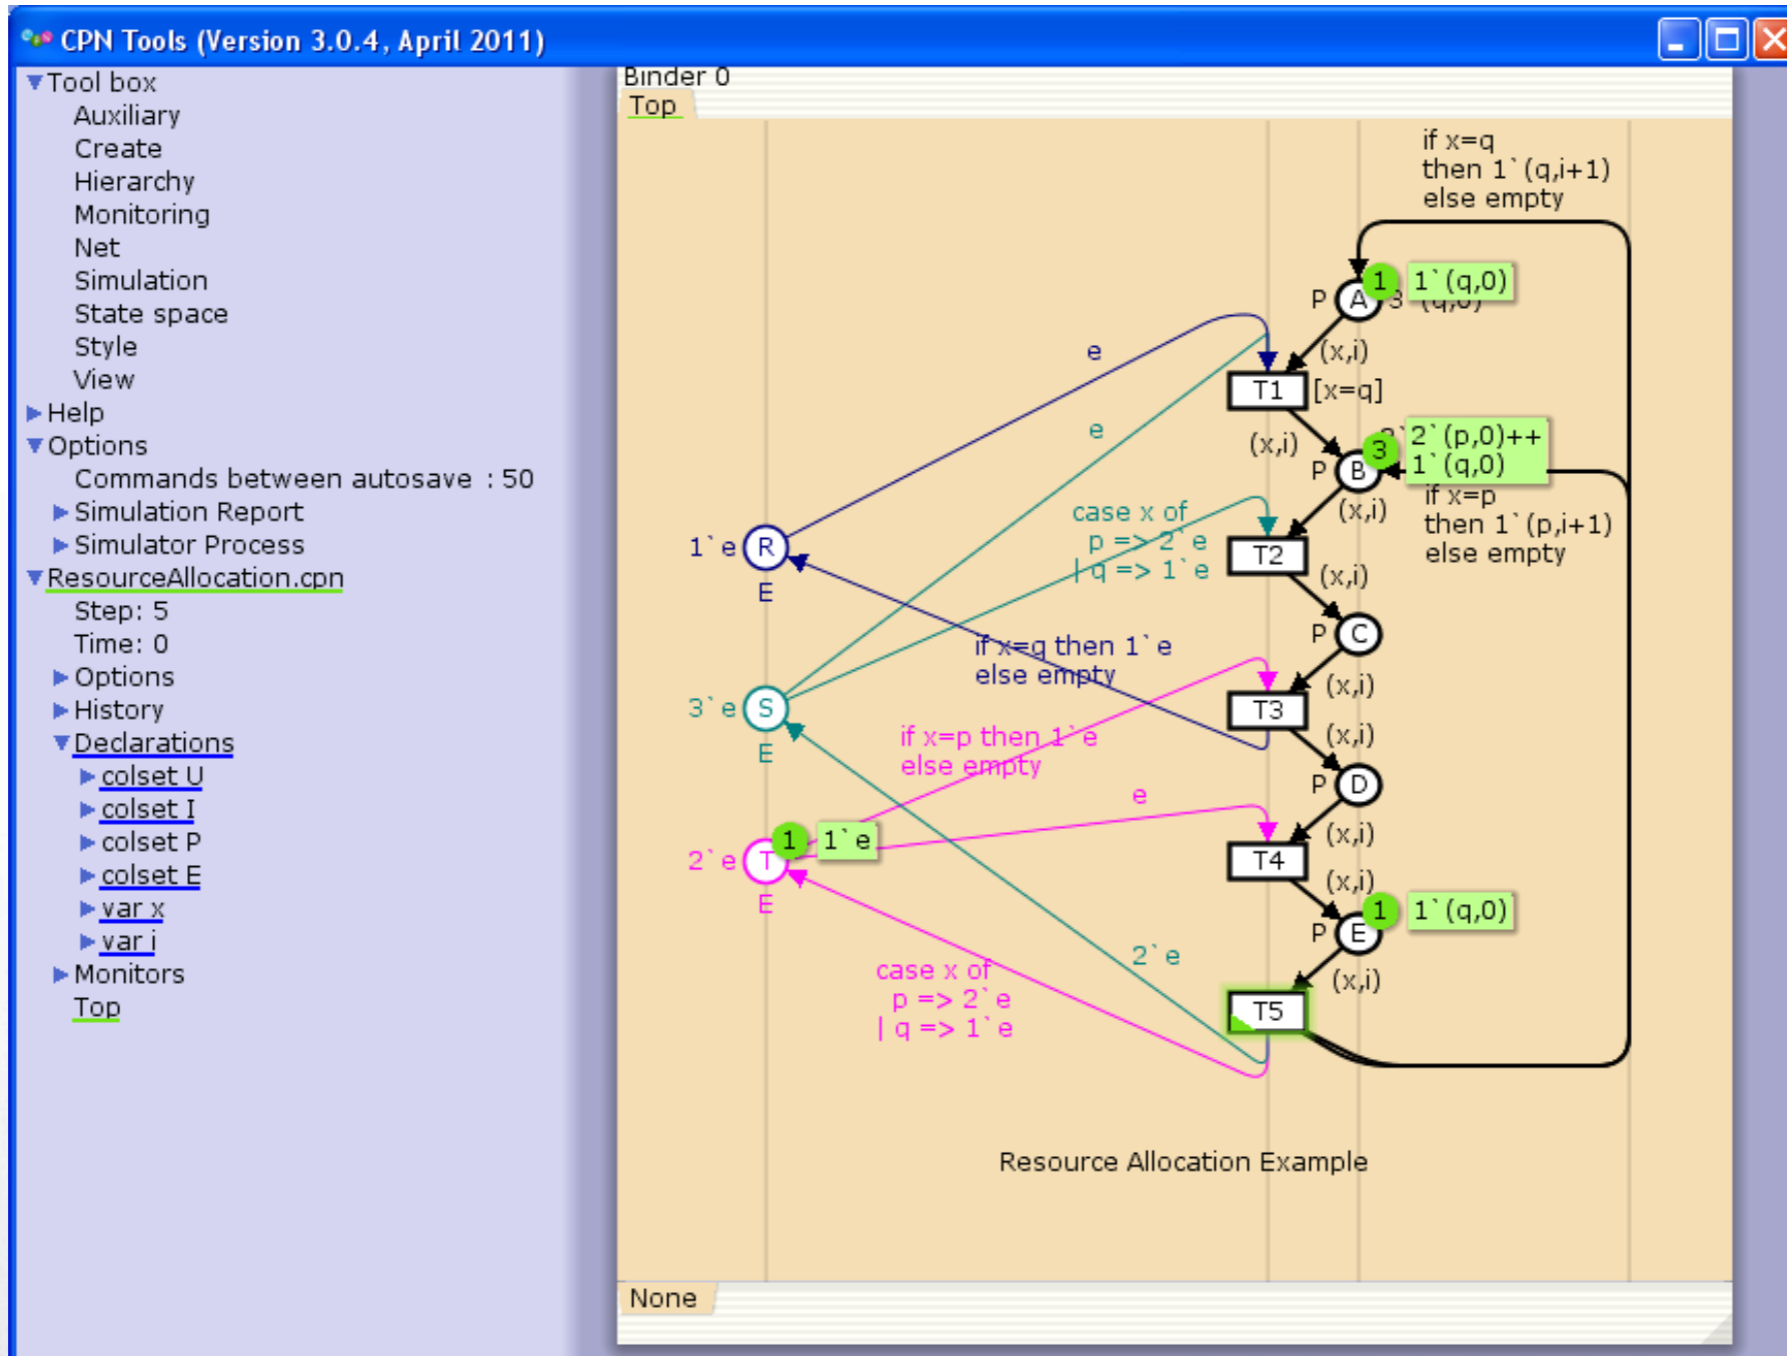 CPN Tools (Version 3.0.4, April 2011)
Tool box
Auxiliary
Create
Hierarchy
Monitoring
Net
Simulation
State space
Style
View
Help
Options
Commands between autosave : 50
Simulation Report
Simulator Process
ResourceAllocation.cpn
Step: 5
Time: 0
Options
History
Declarations
colset U
colset I
colset P
colset E
var x
var i
Monitors
Top
Binder 0
Top
if x=q
then 1`(q,i+1)
else empty
P
A
1
1`(q,0)
3`(q,0)
(x,i)
e
T1
[x=q]
e
(x,i)
P
B
3
2`(p,0)++
1`(q,0)
if x=p
then 1`(p,i+1)
else empty
(x,i)
case x of
p => 2`e
| q => 1`e
T2
(x,i)
1`e
R
E
P
C
if x=q then 1`e
else empty
(x,i)
3`e
S
E
T3
(x,i)
if x=p then 1`e
else empty
P
D
e
(x,i)
2`e
T
1
1`e
E
T4
(x,i)
P
E
1
1`(q,0)
2`e
(x,i)
case x of
p => 2`e
| q => 1`e
T5
Resource Allocation Example
None